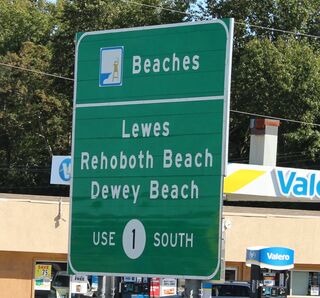 Beaches
Lewes
Rehoboth Beach
Dewey Beach
USE 1 SOUTH
Vale
Valero